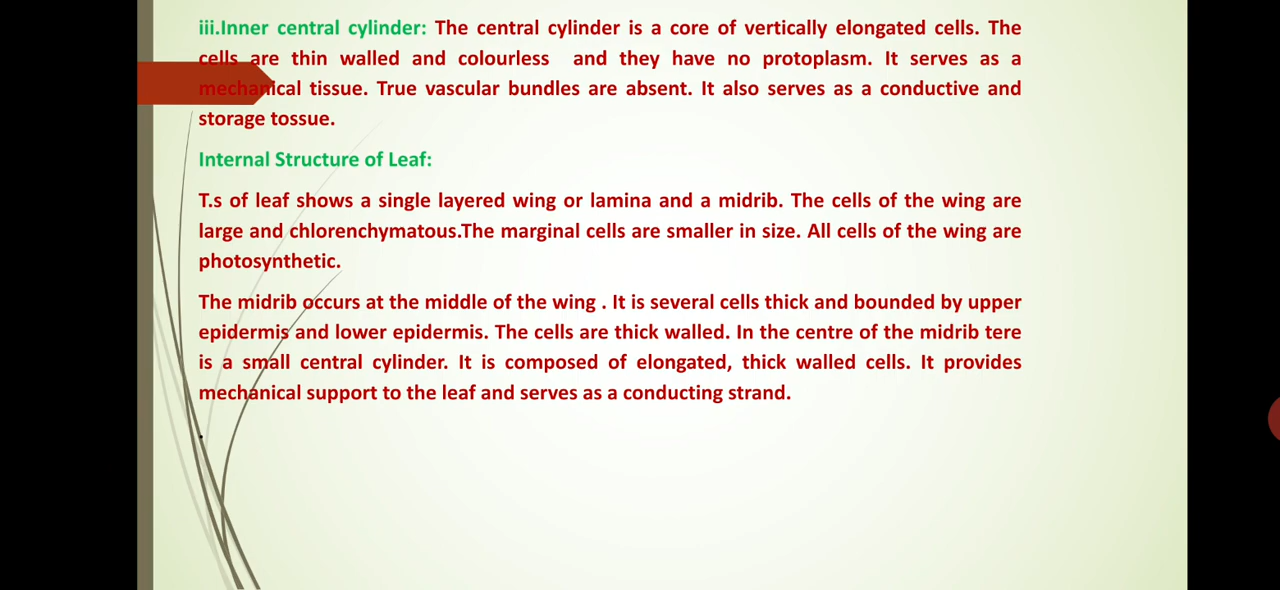 iii.Inner central cylinder: The central cylinder is a core of vertically elongated cells. The
cells are thin walled and colourless and they have no protoplasm. It serves as a
mechanical tissue. True vascular bundles are absent. It also serves as a conductive and
storage tossue.
Internal Structure of Leaf:
T.s of leaf shows a single layered wing or lamina and a midrib. The cells of the wing are
large and chlorenchymatous.The marginal cells are smaller in size. All cells of the wing are
photosynthetic.
The midrib occurs at the middle of the wing . It is several cells thick and bounded by upper
epidermis and lower epidermis. The cells are thick walled. In the centre of the midrib tere
is a small central cylinder. It is composed of elongated, thick walled cells. It provides
mechanical support to the leaf and serves as a conducting strand.
.